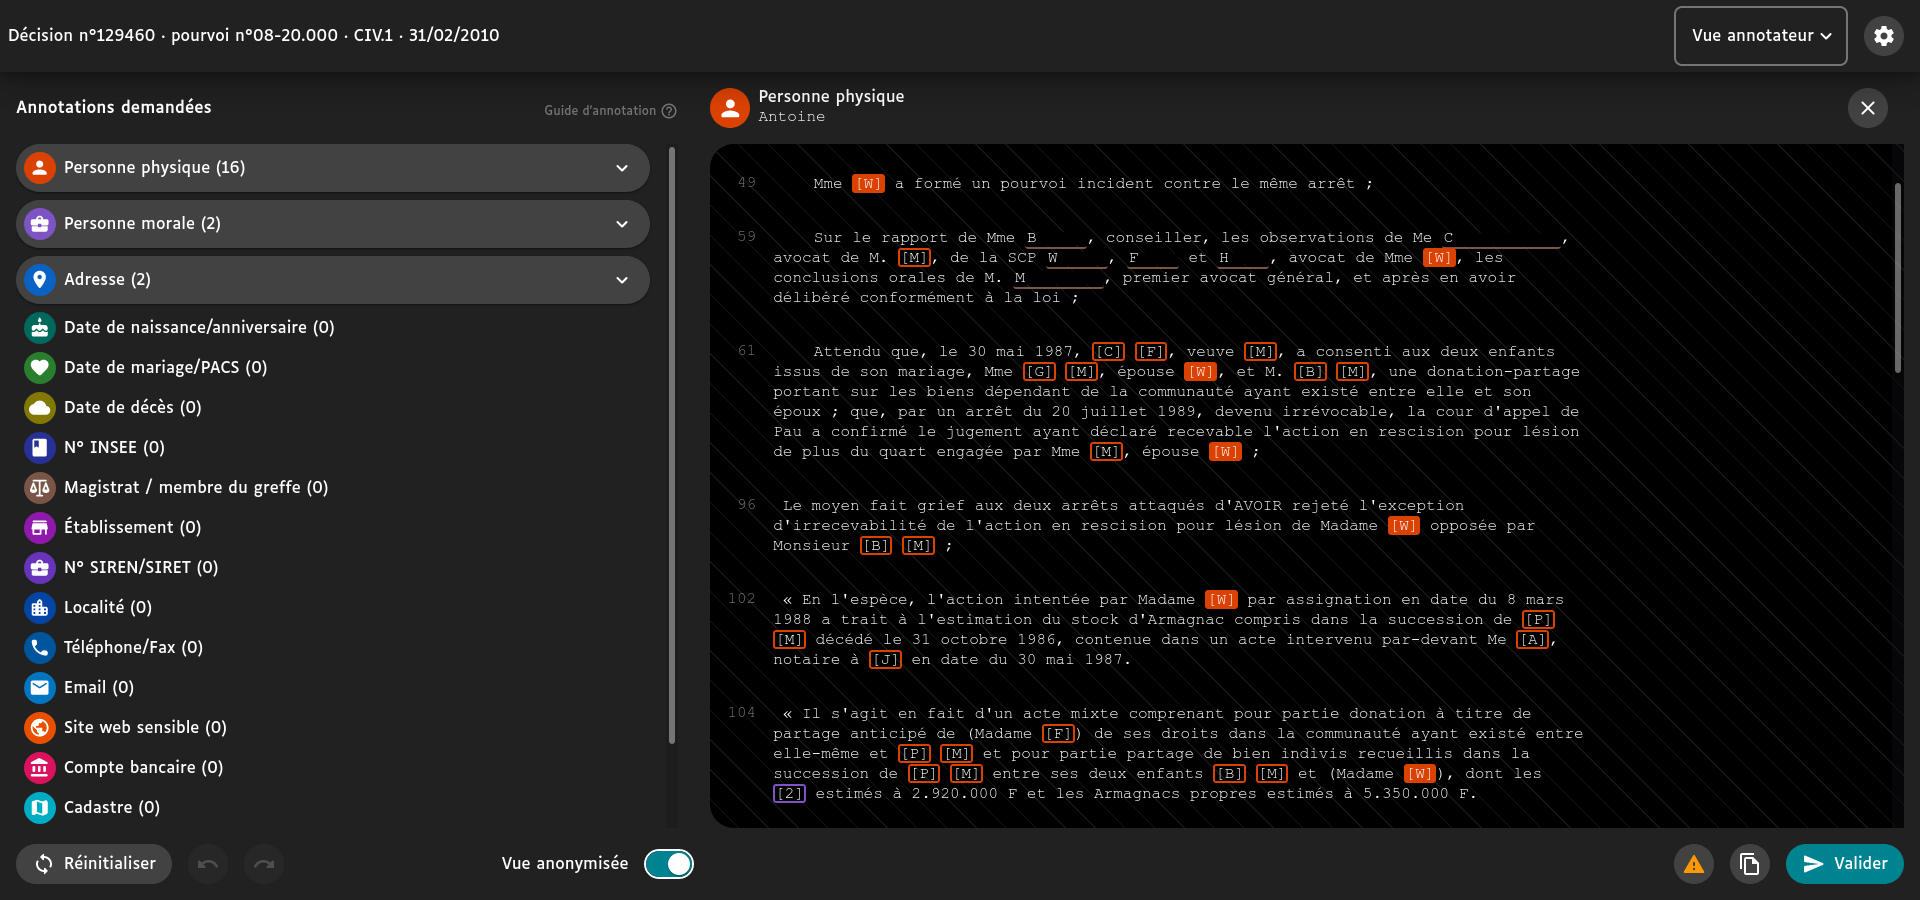 Décision n°129460 · pourvoi n°08-20.000 · CIV.1 · 31/02/2010
Vue annotateur
Annotations demandées
Guide d'annotation
Personne physique (16)
Personne morale (2)
Adresse (2)
Date de naissance/anniversaire (0)
Date de mariage/PACS (0)
Date de décès (0)
N° INSEE (0)
Magistrat / membre du greffe (0)
Établissement (0)
N° SIREN/SIRET (0)
Localité (0)
Téléphone/Fax (0)
Email (0)
Site web sensible (0)
Compte bancaire (0)
Cadastre (0)
Réinitialiser
Vue anonymisée
Personne physique
Antoine
49 Mme [W] a formé un pourvoi incident contre le même arrêt ;
59 Sur le rapport de Mme B_____, conseiller, les observations de Me C___________,
avocat de M. [M], de la SCP W_____, F____ et H____, avocat de Mme [W], les
conclusions orales de M. M________, premier avocat général, et après en avoir
délibéré conformément à la loi ;
61 Attendu que, le 30 mai 1987, [C] [F], veuve [M], a consenti aux deux enfants
issus de son mariage, Mme [G] [M], épouse [W], et M. [B] [M], une donation-partage
portant sur les biens dépendant de la communauté ayant existé entre elle et son
époux ; que, par un arrêt du 20 juillet 1989, devenu irrévocable, la cour d'appel de
Pau a confirmé le jugement ayant déclaré recevable l'action en rescision pour lésion
de plus du quart engagée par Mme [M], épouse [W] ;
96 Le moyen fait grief aux deux arrêts attaqués d'AVOIR rejeté l'exception
d'irrecevabilité de l'action en rescision pour lésion de Madame [W] opposée par
Monsieur [B] [M] ;
102 « En l'espèce, l'action intentée par Madame [W] par assignation en date du 8 mars
1988 a trait à l'estimation du stock d'Armagnac compris dans la succession de [P]
[M] décédé le 31 octobre 1986, contenue dans un acte intervenu par-devant Me [A],
notaire à [J] en date du 30 mai 1987.
104 « Il s'agit en fait d'un acte mixte comprenant pour partie donation à titre de
partage anticipé de (Madame [F]) de ses droits dans la communauté ayant existé entre
elle-même et [P] [M] et pour partie partage de bien indivis recueillis dans la
succession de [P] [M] entre ses deux enfants [B] [M] et (Madame [W]), dont les
[2] estimés à 2.920.000 F et les Armagnacs propres estimés à 5.350.000 F.
Valider